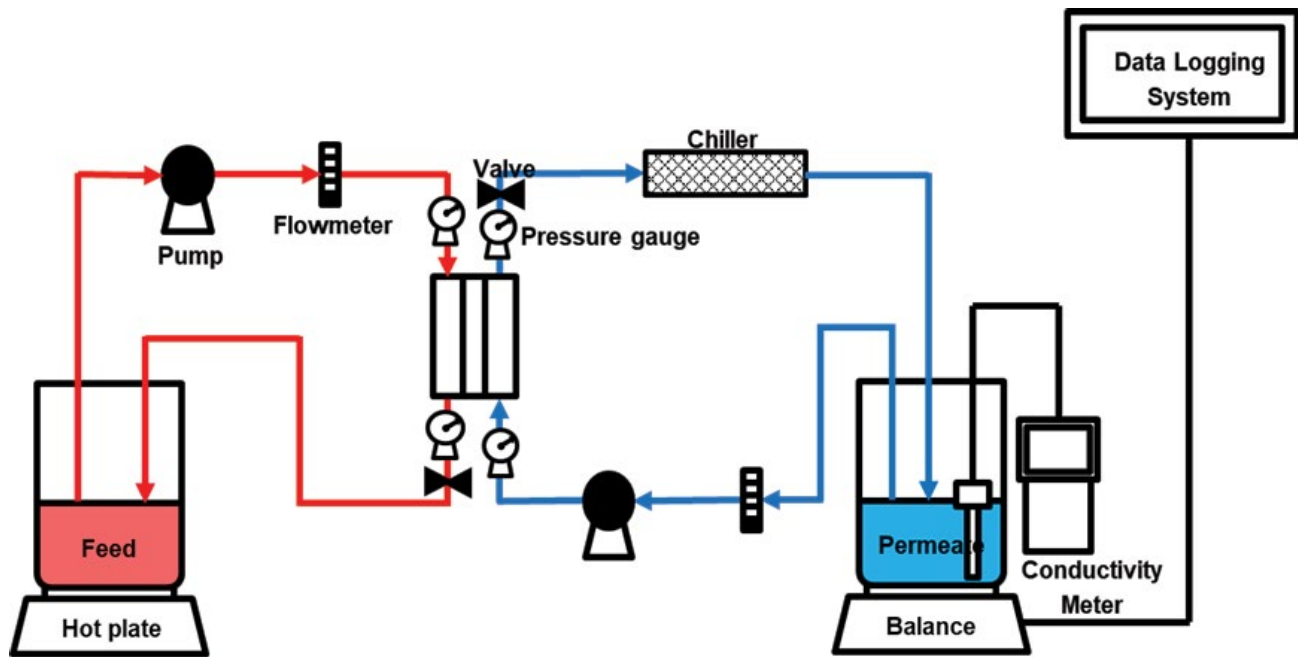 Data Logging
System
Chiller
Valve
Flowmeter
Pressure gauge
Pump
Feed
Permeate
Conductivity
Meter
Hot plate
Balance